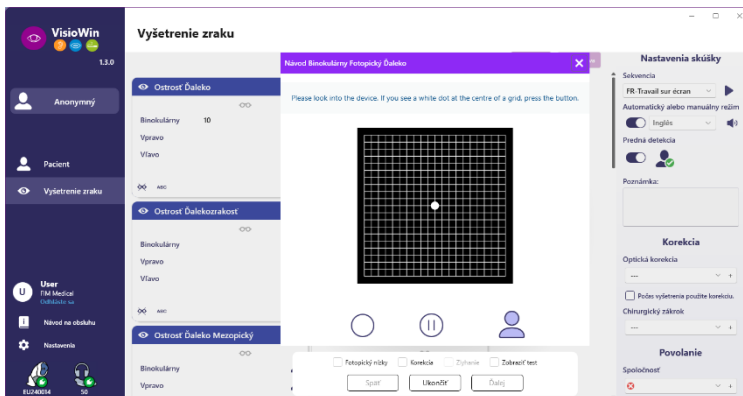 VisioWin
1.3.0
Anonymný
Pacient
Vyšetrenie zraku
User
FIM Medical
Odhláste sa
Návod na obsluhu
Nastavenia
EU240034
50
Vyšetrenie zraku
Ostrosť Ďaleko
Binokulárny 10
Vpravo
Vľavo
ABC
Ostrosť Ďalekozrakosť
Binokulárny
Vpravo
Vľavo
ABC
Ostrosť Ďaleko Mezopický
Binokulárny
Vpravo
Návod Binokulárny Fotopický Ďaleko
Please look into the device. If you see a white dot at the centre of a grid, press the button.
Fotopický nízky
Korekcia
Zlyhanie
Zobraziť test
Späť
Ukončiť
Ďalej
Nastavenia skúšky
Sekvencia
FR-Travail sur écran
Automatický alebo manuálny režim
Inglés
Predná detekcia
Poznámka:
Korekcia
Optická korekcia
---
Počas vyšetrenia použite korekciu.
Chirurgický zákrok
---
Povolanie
Spoločnosť